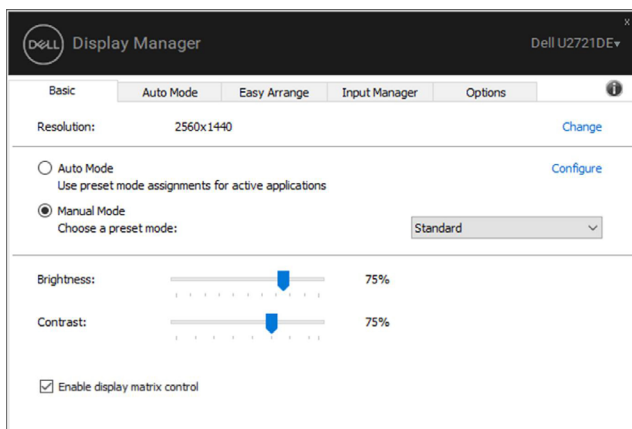 DELL Display Manager
Dell U2721DE
x
Basic Auto Mode Easy Arrange Input Manager Options i
Resolution: 2560x1440 Change
Auto Mode Configure
Use preset mode assignments for active applications
Manual Mode
Choose a preset mode: Standard
Brightness: 75%
Contrast: 75%
Enable display matrix control